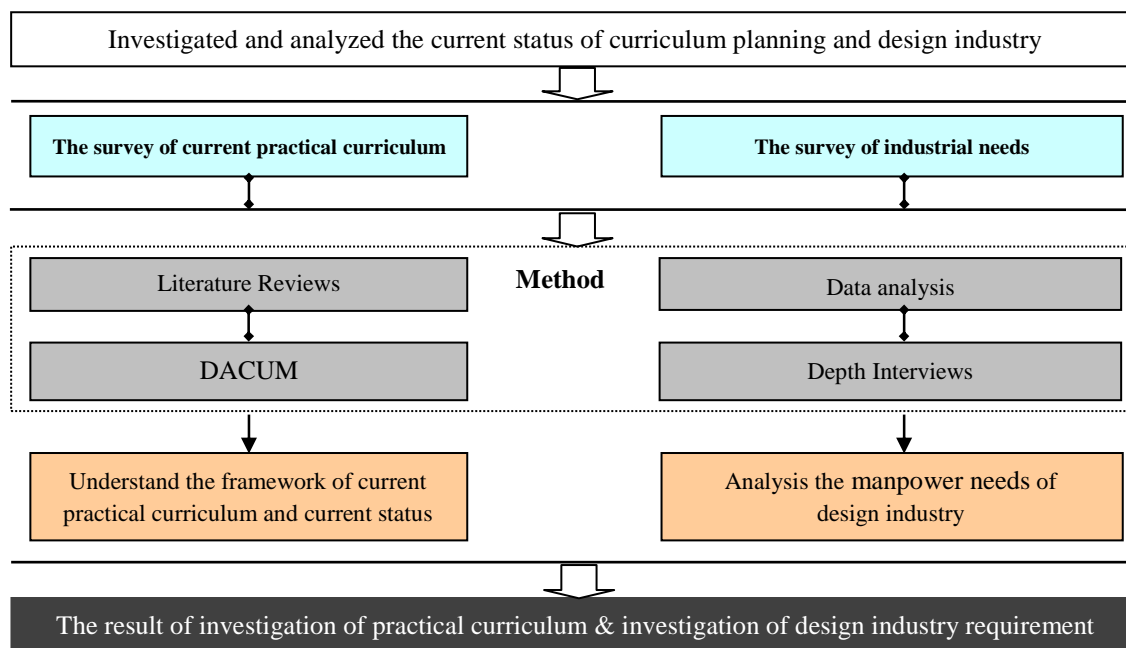 Investigated and analyzed the current status of curriculum planning and design industry
The survey of current practical curriculum
The survey of industrial needs
Method
Literature Reviews
Data analysis
DACUM
Depth Interviews
Understand the framework of current
practical curriculum and current status
Analysis the manpower needs of
design industry
The result of investigation of practical curriculum & investigation of design industry requirement